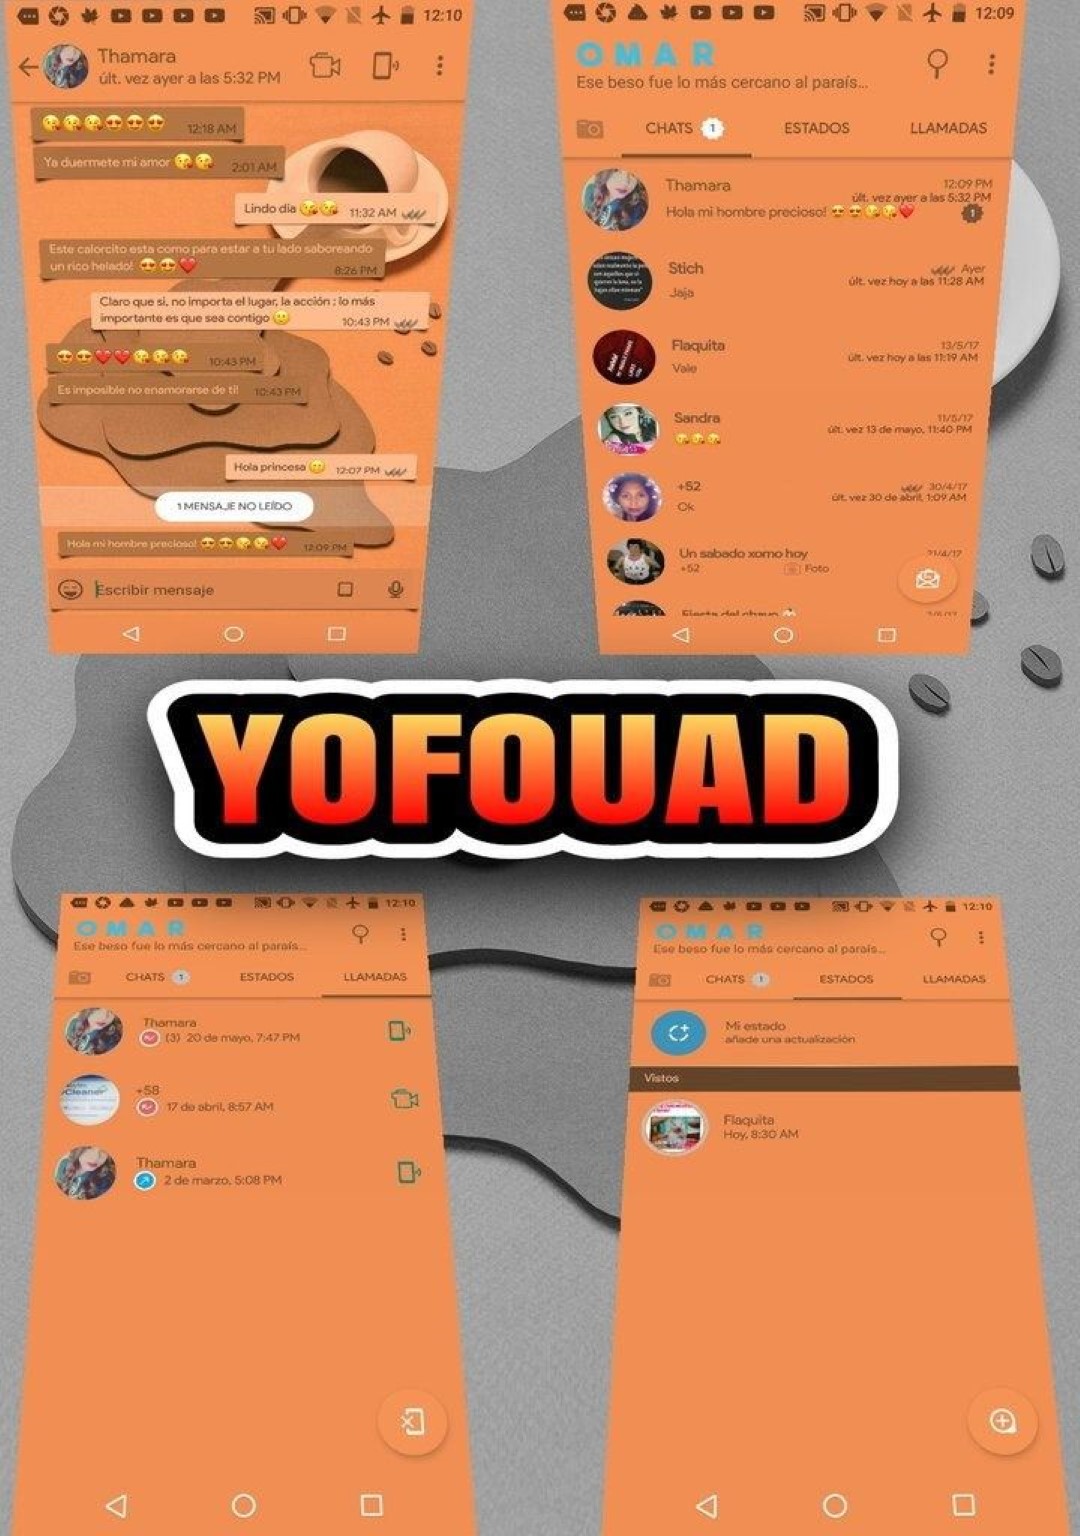 12:10
Thamara
últ. vez ayer a las 5:32 PM
12:18 AM
Ya duermete mi amor 😘😘 2:01 AM
Lindo día 😘😘 11:32 AM
Este calorcito esta como para estar a tu lado saboreando
un rico helado! 😍😍❤️ 8:26 PM
Claro que si, no importa el lugar, la acción ; lo más
importante es que sea contigo 🙂 10:43 PM
😍😍❤️❤️😘😘😘 10:43 PM
Es imposible no enamorarse de ti! 10:43 PM
Hola princesa 12:07 PM
1 MENSAJE NO LEÍDO
Hola mi hombre precioso! 😍😍😘😘❤️ 12:09 PM
Escribir mensaje
12:09
OMAR
Ese beso fue lo más cercano al paraís...
CHATS 1 ESTADOS LLAMADAS
Thamara 12:09 PM
últ. vez ayer a las 5:32 PM
Hola mi hombre precioso! 😍😍😘😘❤️ 1
Stich Ayer
últ. vez hoy a las 11:28 AM
Jaja
Flaquita 13/5/17
últ. vez hoy a las 11:19 AM
Vale
Sandra 11/5/17
últ. vez 13 de mayo, 11:40 PM
😘😘😘
+52 30/4/17
últ. vez 30 de abril, 1:09 AM
Ok
Un sabado xomo hoy 21/4/17
+52 Foto
Fiesta del chavo
YOFOUAD
12:10
OMAR
Ese beso fue lo más cercano al paraís...
CHATS 1 ESTADOS LLAMADAS
Thamara
(3) 20 de mayo, 7:47 PM
+58
17 de abril, 8:57 AM
Cleaner
Thamara
2 de marzo, 5:08 PM
12:10
OMAR
Ese beso fue lo más cercano al paraís...
CHATS 1 ESTADOS LLAMADAS
Mi estado
añade una actualización
Vistos
Flaquita
Hoy, 8:30 AM